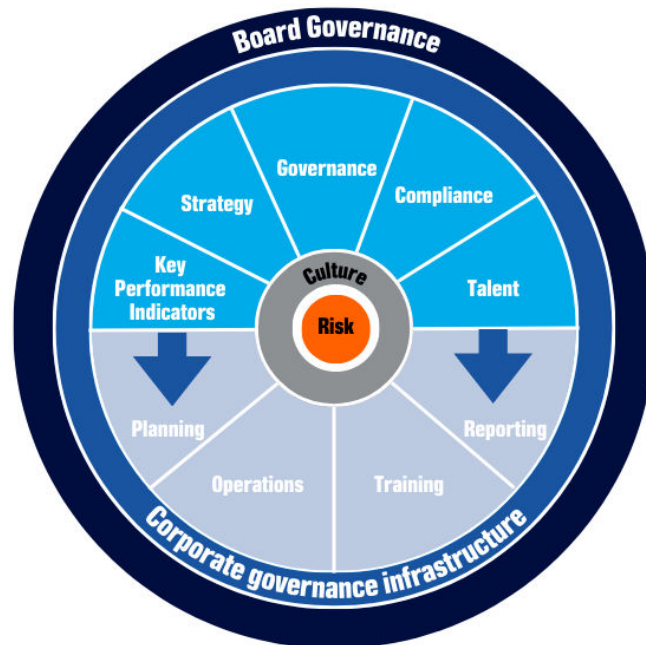 Board Governance
Governance
Strategy
Compliance
Key
Performance
Indicators
Culture
Talent
Risk
Planning
Reporting
Operations
Training
Corporate governance infrastructure